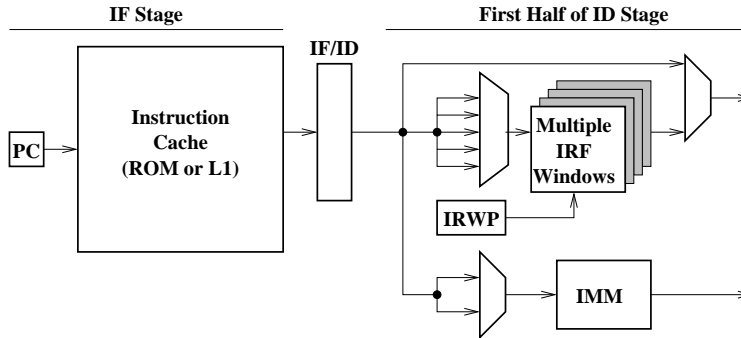 IF Stage
First Half of ID Stage
IF/ID
Instruction
Cache
(ROM or L1)
PC
Multiple
IRF
Windows
IRWP
IMM